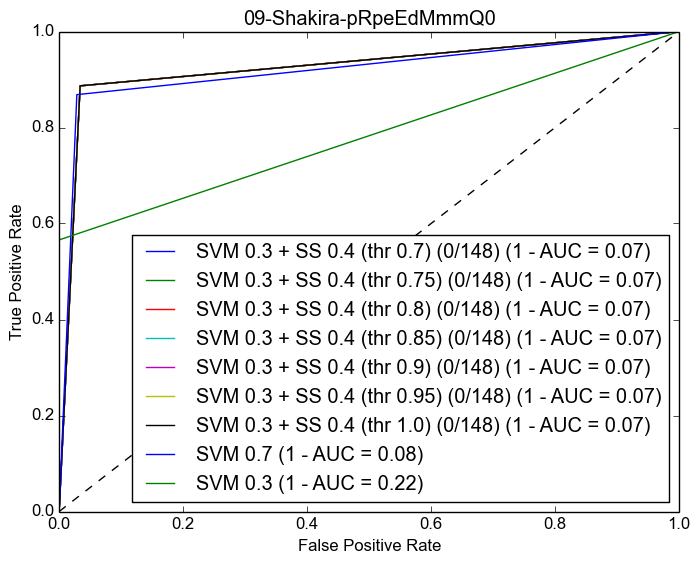 09-Shakira-pRpeEdMmmQ0
1.0
0.8
0.6
0.4
0.2
0.0
True Positive Rate
SVM 0.3 + SS 0.4 (thr 0.7) (0/148) (1 - AUC = 0.07)
SVM 0.3 + SS 0.4 (thr 0.75) (0/148) (1 - AUC = 0.07)
SVM 0.3 + SS 0.4 (thr 0.8) (0/148) (1 - AUC = 0.07)
SVM 0.3 + SS 0.4 (thr 0.85) (0/148) (1 - AUC = 0.07)
SVM 0.3 + SS 0.4 (thr 0.9) (0/148) (1 - AUC = 0.07)
SVM 0.3 + SS 0.4 (thr 0.95) (0/148) (1 - AUC = 0.07)
SVM 0.3 + SS 0.4 (thr 1.0) (0/148) (1 - AUC = 0.07)
SVM 0.7 (1 - AUC = 0.08)
SVM 0.3 (1 - AUC = 0.22)
0.0 0.2 0.4 0.6 0.8 1.0
False Positive Rate